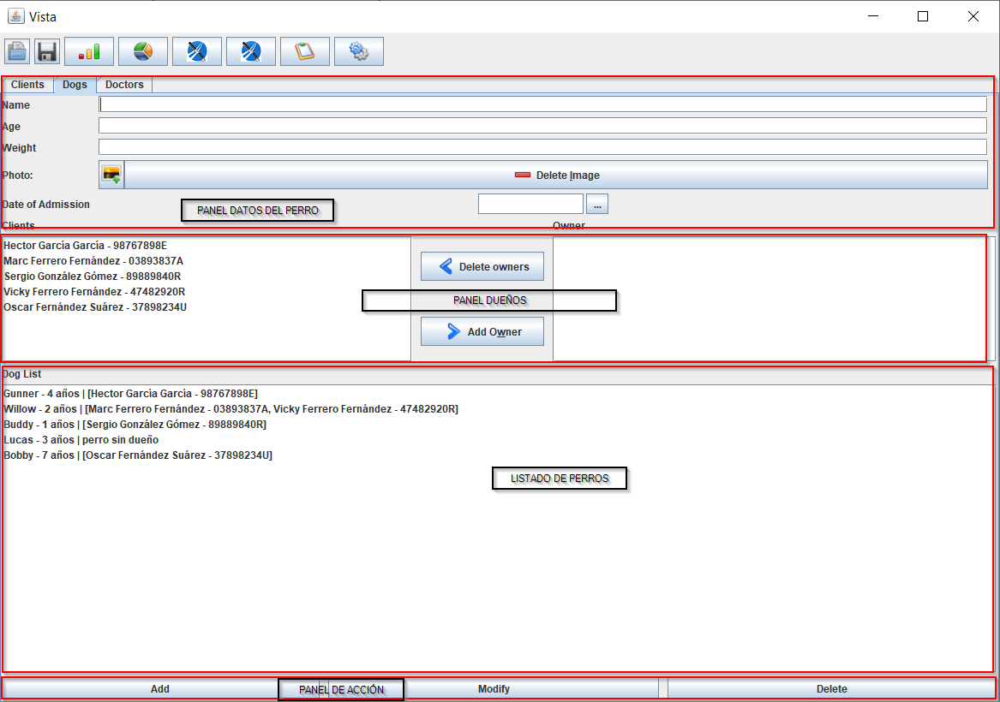 Vista
Clients Dogs Doctors
Name
Age
Weight
Photo: Delete Image
Date of Admission ...
PANEL DATOS DEL PERRO
Clients Owner
Hector García García - 98767898E
Marc Ferrero Fernández - 03893837A
Sergio González Gómez - 89889840R
Vicky Ferrero Fernández - 47482920R
Oscar Fernández Suárez - 37898234U
Delete owners
PANEL DUEÑOS
Add Owner
Dog List
Gunner - 4 años | [Hector García García - 98767898E]
Willow - 2 años | [Marc Ferrero Fernández - 03893837A, Vicky Ferrero Fernández - 47482920R]
Buddy - 1 años | [Sergio González Gómez - 89889840R]
Lucas - 3 años | perro sin dueño
Bobby - 7 años | [Oscar Fernández Suárez - 37898234U]
LISTADO DE PERROS
Add PANEL DE ACCIÓN Modify Delete